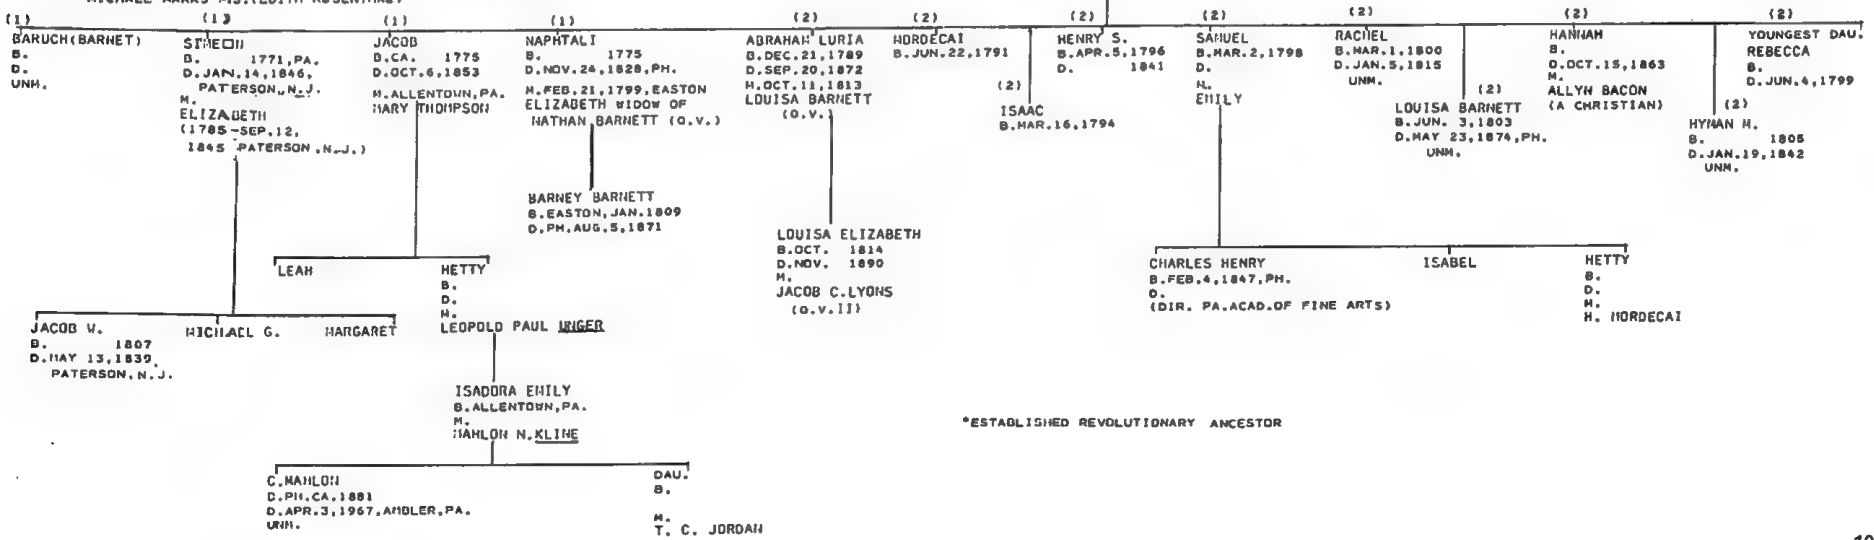 MICHAEL MARKS MS.(EDITH ROSENTHAL)
(1) (1) (1) (1) (2) (2) (2) (2) (2) (2) (2)
BARUCH(BARNET)
B.
D.
UNM.
SIMEON
B. 1771,PA.
D.JAN.14,1846,
PATERSON,N.J.
M.
ELIZABETH
(1785-SEP.12,
1845 PATERSON,N.J.)
JACOB
B.CA. 1775
D.OCT.6,1853
M.ALLENTOWN,PA.
MARY THOMPSON
NAPHTALI
B. 1775
D.NOV.24,1828,PH.
M.FEB.21,1799,EASTON
ELIZABETH WIDOW OF
NATHAN BARNETT (Q.V.)
ABRAHAM LURIA
B.DEC.21,1789
D.SEP.20,1872
M.OCT.11,1813
LOUISA BARNETT
(Q.V.)
MORDECAI
B.JUN.22,1791
(2)
ISAAC
B.MAR.16,1794
HENRY S.
B.APR.5,1796
D. 1841
SAMUEL
B.MAR.2,1798
D.
M.
EMILY
RACHEL
B.MAR.1,1800
D.JAN.5,1815
UNM.
(2)
LOUISA BARNETT
B.JUN. 3,1803
D.MAY 23,1874,PH.
UNM.
HANNAH
B.
D.OCT.15,1863
M.
ALLYN BACON
(A CHRISTIAN)
(2)
HYMAN M.
B. 1805
D.JAN.19,1842
UNM.
YOUNGEST DAU.
REBECCA
B.
D.JUN.4,1799
BARNEY BARNETT
B.EASTON,JAN.1809
D.PH.AUG.5,1871
LOUISA ELIZABETH
B.OCT. 1814
D.NOV. 1890
M.
JACOB C.LYONS
(Q.V.II)
CHARLES HENRY
B.FEB.4,1847,PH.
D.
(DIR. PA.ACAD.OF FINE ARTS)
ISABEL
HETTY
B.
D.
M.
H. MORDECAI
LEAH
HETTY
B.
D.
M.
LEOPOLD PAUL UNGER
JACOB W.
B. 1807
D.MAY 13,1839,
PATERSON,N.J.
MICHAEL G.
MARGARET
ISADORA EMILY
B.ALLENTOWN,PA.
M.
MAHLON N.KLINE
*ESTABLISHED REVOLUTIONARY ANCESTOR
C.MAHLON
D.PH.CA.1881
D.APR.3,1967,AMBLER,PA.
UNM.
DAU.
B.
M.
T. C. JORDAN